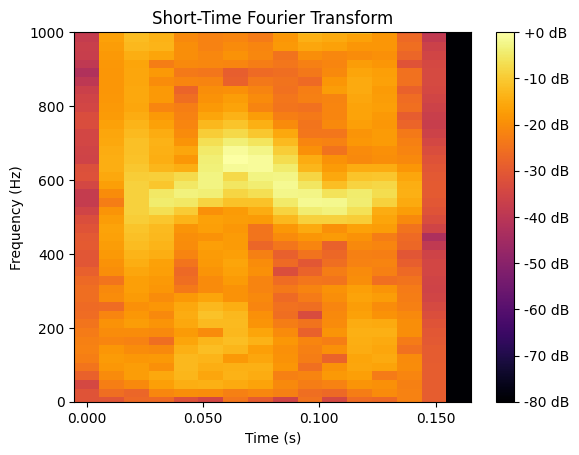 Short-Time Fourier Transform
1000
800
600
400
200
0
Frequency (Hz)
0.000
0.050
0.100
0.150
Time (s)
+0 dB
-10 dB
-20 dB
-30 dB
-40 dB
-50 dB
-60 dB
-70 dB
-80 dB